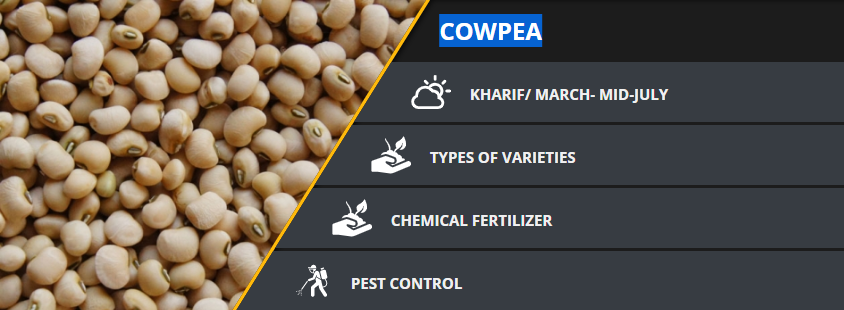 COWPEA
KHARIF/ MARCH- MID-JULY
TYPES OF VARIETIES
CHEMICAL FERTILIZER
PEST CONTROL